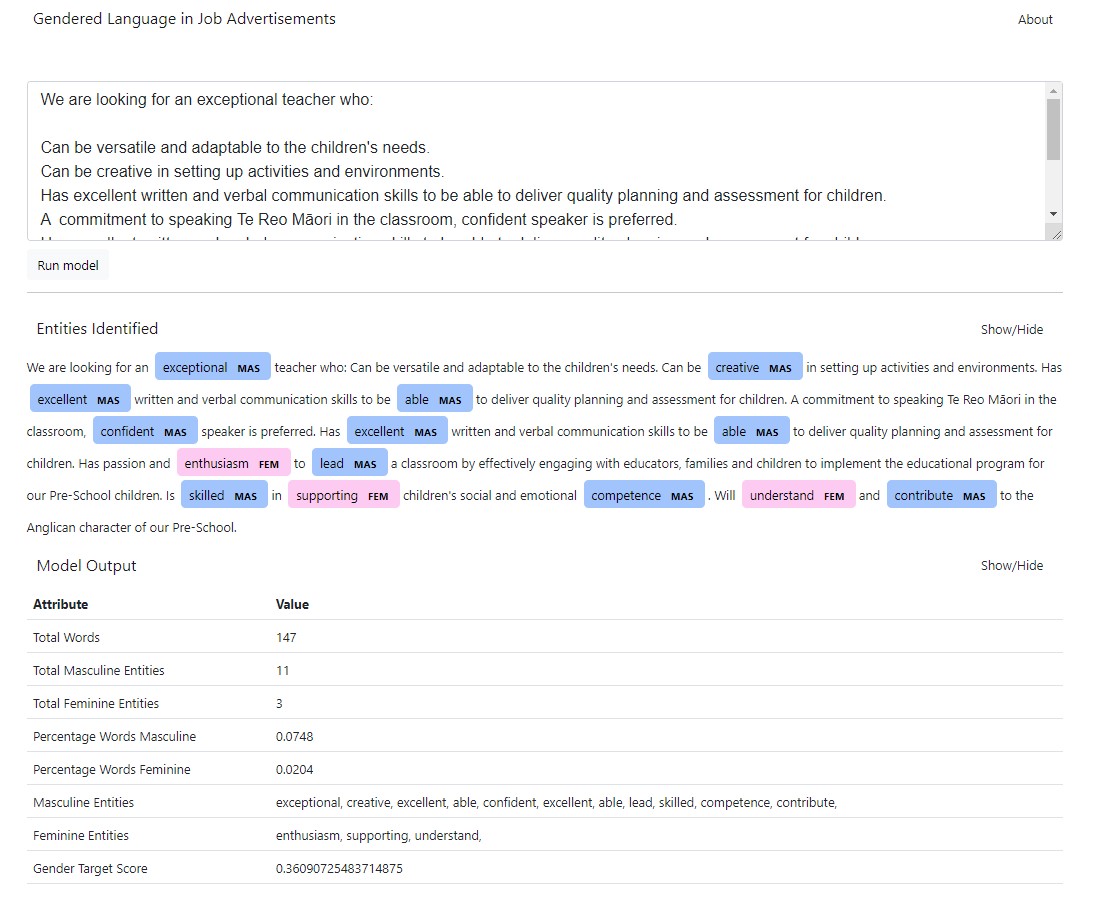 Gendered Language in Job Advertisements About
We are looking for an exceptional teacher who:
Can be versatile and adaptable to the children's needs.
Can be creative in setting up activities and environments.
Has excellent written and verbal communication skills to be able to deliver quality planning and assessment for children.
A  commitment to speaking Te Reo Māori in the classroom, confident speaker is preferred.
Run model
Entities Identified Show/Hide
We are looking for an exceptional MAS teacher who: Can be versatile and adaptable to the children's needs. Can be creative MAS in setting up activities and environments. Has
excellent MAS written and verbal communication skills to be able MAS to deliver quality planning and assessment for children. A commitment to speaking Te Reo Māori in the
classroom, confident MAS speaker is preferred. Has excellent MAS written and verbal communication skills to be able MAS to deliver quality planning and assessment for
children. Has passion and enthusiasm FEM to lead MAS a classroom by effectively engaging with educators, families and children to implement the educational program for
our Pre-School children. Is skilled MAS in supporting FEM children's social and emotional competence MAS . Will understand FEM and contribute MAS to the
Anglican character of our Pre-School.
Model Output Show/Hide
Attribute Value
Total Words 147
Total Masculine Entities 11
Total Feminine Entities 3
Percentage Words Masculine 0.0748
Percentage Words Feminine 0.0204
Masculine Entities exceptional, creative, excellent, able, confident, excellent, able, lead, skilled, competence, contribute,
Feminine Entities enthusiasm, supporting, understand,
Gender Target Score 0.36090725483714875